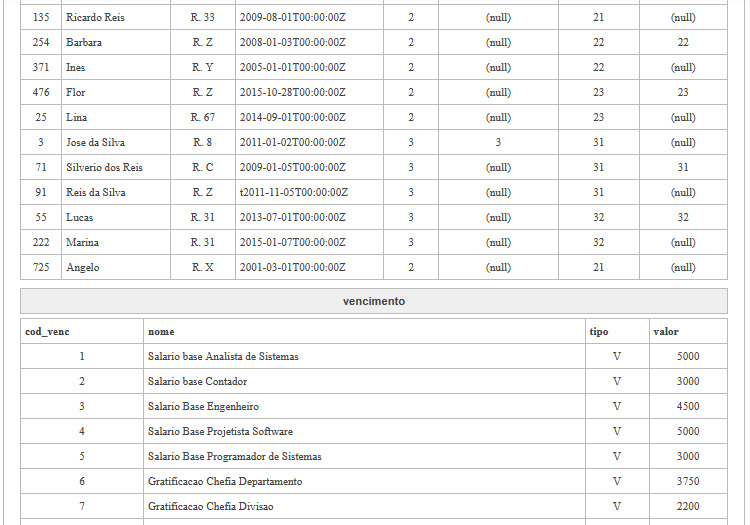 135 Ricardo Reis R. 33 2009-08-01T00:00:00Z 2 (null) 21 (null)
254 Barbara R. Z 2008-01-03T00:00:00Z 2 (null) 22 22
371 Ines R. Y 2005-01-01T00:00:00Z 2 (null) 22 (null)
476 Flor R. Z 2015-10-28T00:00:00Z 2 (null) 23 23
25 Lina R. 67 2014-09-01T00:00:00Z 2 (null) 23 (null)
3 Jose da Silva R. 8 2011-01-02T00:00:00Z 3 3 31 (null)
71 Silverio dos Reis R. C 2009-01-05T00:00:00Z 3 (null) 31 31
91 Reis da Silva R. Z t2011-11-05T00:00:00Z 3 (null) 31 (null)
55 Lucas R. 31 2013-07-01T00:00:00Z 3 (null) 32 32
222 Marina R. 31 2015-01-07T00:00:00Z 3 (null) 32 (null)
725 Angelo R. X 2001-03-01T00:00:00Z 2 (null) 21 (null)
vencimento
cod_venc nome tipo valor
1 Salario base Analista de Sistemas V 5000
2 Salario base Contador V 3000
3 Salario Base Engenheiro V 4500
4 Salario Base Projetista Software V 5000
5 Salario Base Programador de Sistemas V 3000
6 Gratificacao Chefia Departamento V 3750
7 Gratificacao Chefia Divisao V 2200